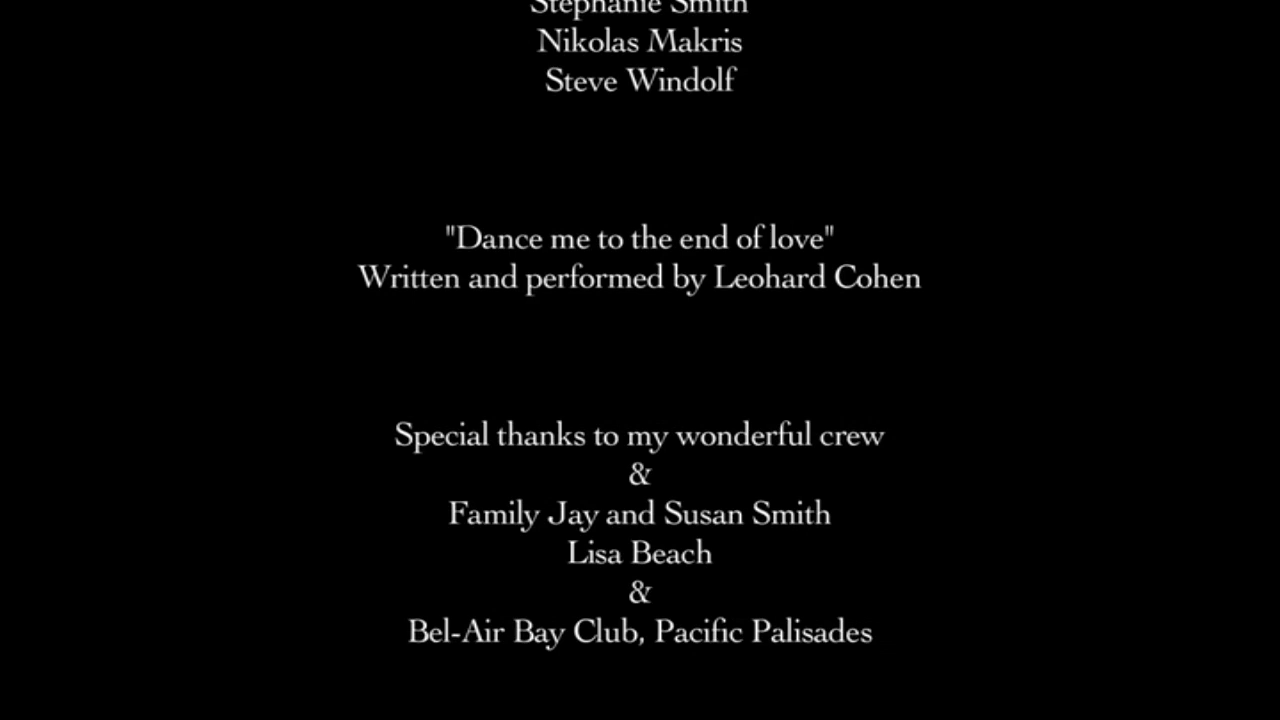 Stephanie Smith
Nikolas Makris
Steve Windolf
"Dance me to the end of love"
Written and performed by Leohard Cohen
Special thanks to my wonderful crew
&
Family Jay and Susan Smith
Lisa Beach
&
Bel-Air Bay Club, Pacific Palisades